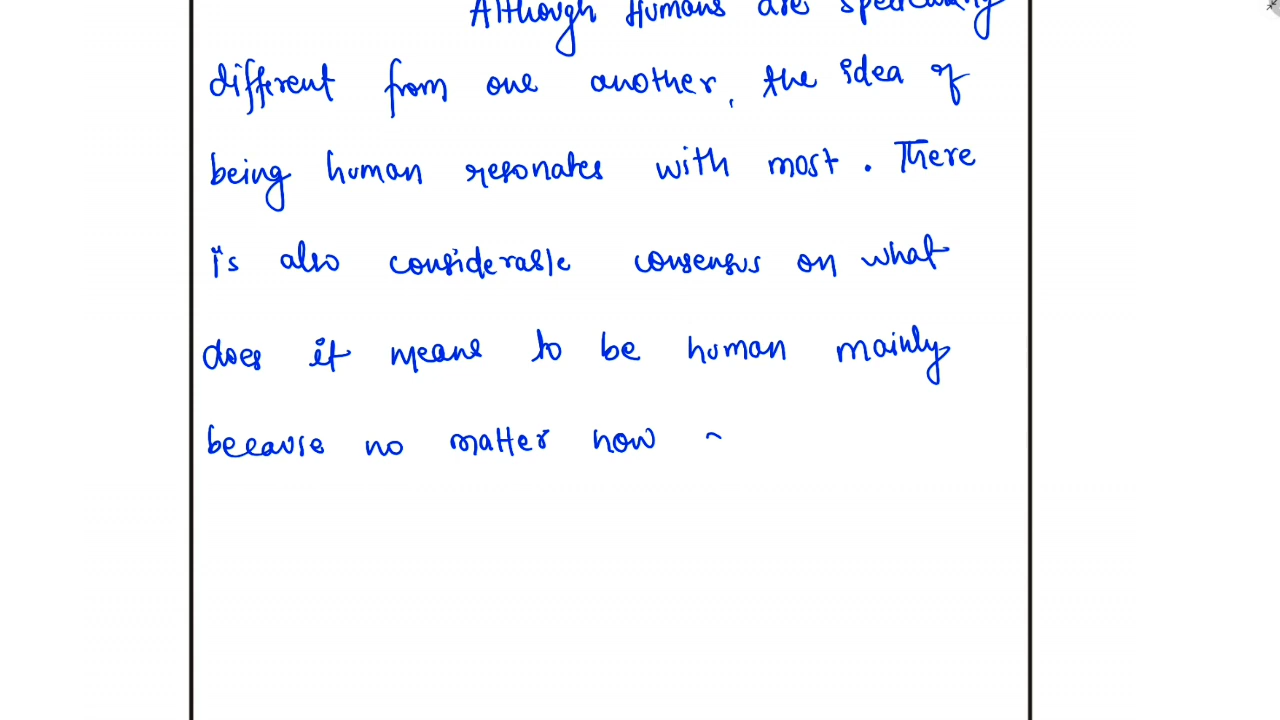 Although Humans are
different from one another, the idea of
being human resonates with most. There
is also considerable consensus on what
does it means to be human mainly
because no matter how